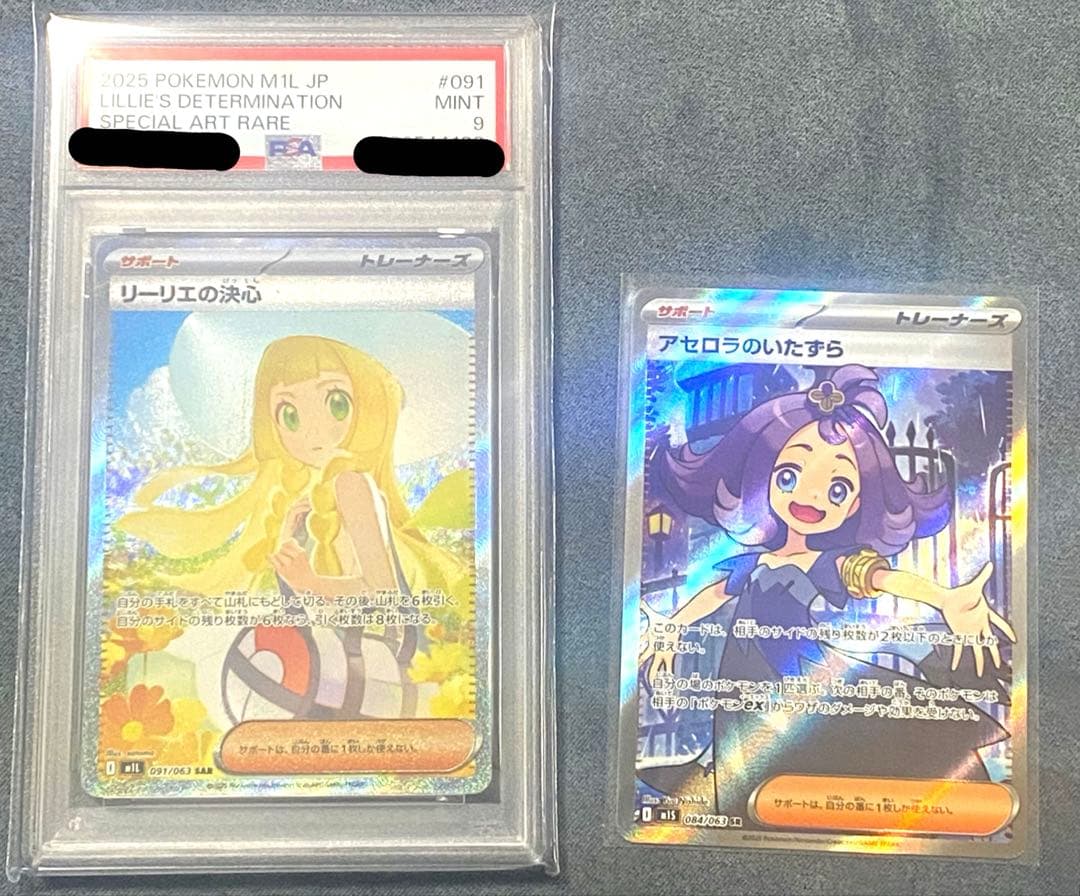 2025 POKEMON M1L JP #091
LILLIE'S DETERMINATION MINT
SPECIAL ART RARE 9
PSA
サポート トレーナーズ
リーリエの決心
自分の手札をすべて山札にもどして切る。その後、山札を6枚引く。
自分のサイドの残り枚数が6枚なら、引く枚数は8枚になる。
サポートは、自分の番に1枚しか使えない。
I m1L 091/063 SAR
サポート トレーナーズ
アセロラのいたずら
このカードは、相手のサイドの残り枚数が2枚以下のときにしか
使えない。
自分の場のポケモンを1匹選ぶ。次の相手の番、そのポケモンは
相手の「ポケモンex」からワザのダメージや効果を受けない。
サポートは、自分の番に1枚しか使えない。
I m1S 084/063 SR